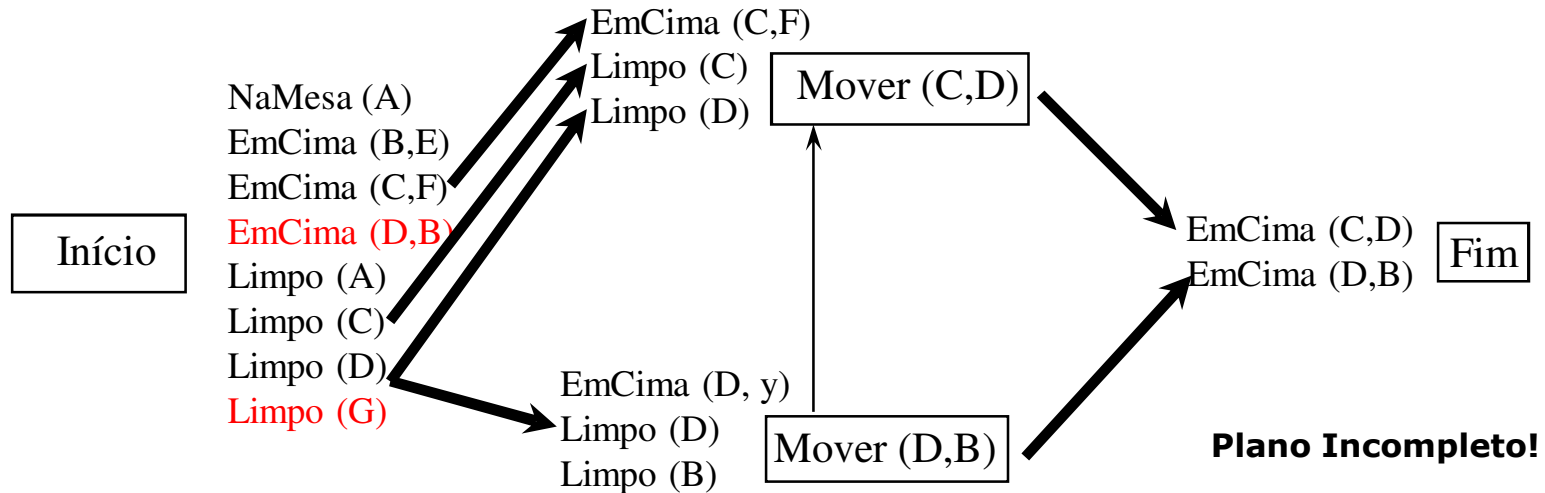 Início
NaMesa (A)
EmCima (B,E)
EmCima (C,F)
EmCima (D,B)
Limpo (A)
Limpo (C)
Limpo (D)
Limpo (G)
EmCima (C,F)
Limpo (C)
Limpo (D)
Mover (C,D)
EmCima (D, y)
Limpo (D)
Limpo (B)
Mover (D,B)
EmCima (C,D)
EmCima (D,B)
Fim
Plano Incompleto!